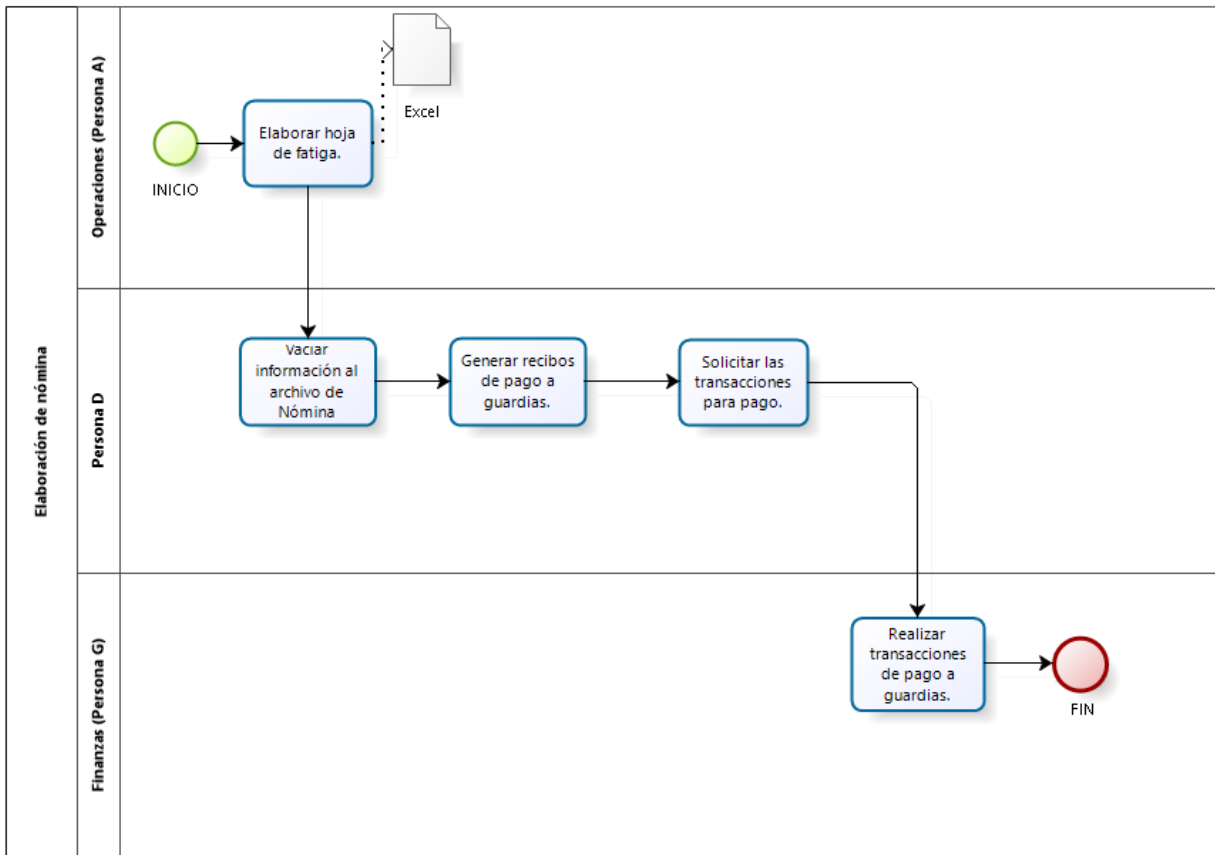 Elaboración de nómina
Operaciones (Persona A)
INICIO
Elaborar hoja
de fatiga.
Excel
Persona D
Vaciar
información al
archivo de
Nómina
Generar recibos
de pago a
guardias.
Solicitar las
transacciones
para pago.
Finanzas (Persona G)
Realizar
transacciones
de pago a
guardias.
FIN